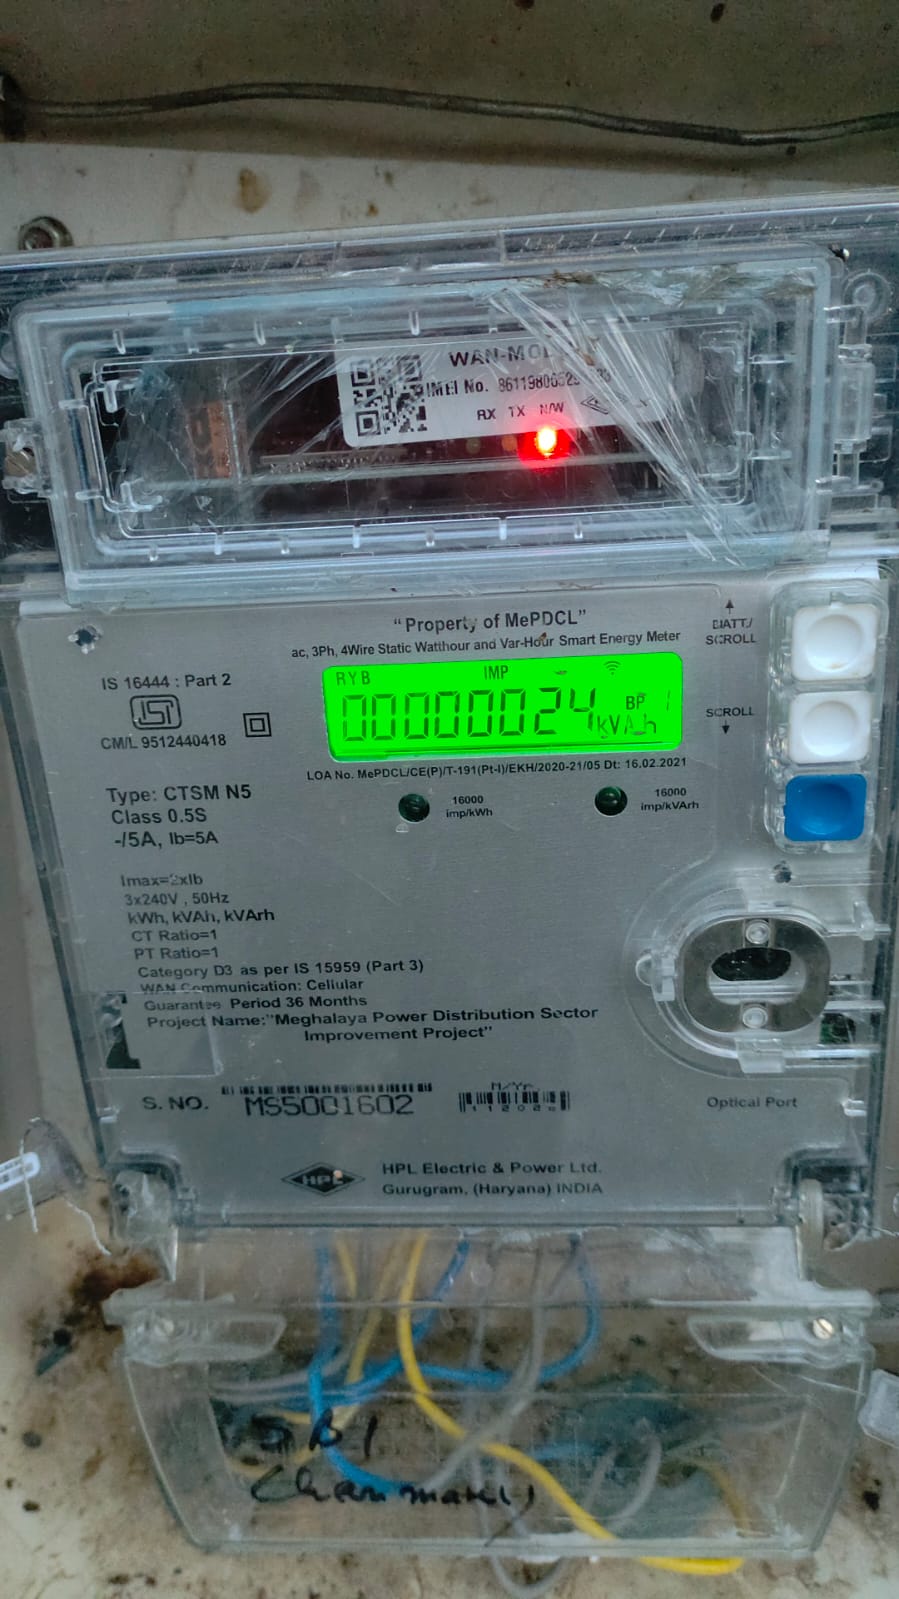 WAN-MOD
IMEI No.
RX TX N/W
"Property of MePDCL"
ac, 3Ph, 4Wire Static Watthour and Var-Hour Smart Energy Meter
BATT./
SCROLL
IS 16444 : Part 2
ISI
CM/L 9512440418
RYB IMP
00000024 BP
kVAh
SCROLL
LOA No. MePDCL/CE(P)/T-191(Pt-I)/EKH/2020-21/05 Dt: 16.02.2021
16000
imp/kWh
16000
imp/kVArh
Type: CTSM N5
Class 0.5S
-/5A, Ib=5A
Imax=2xIb
3x240V , 50Hz
kWh, kVAh, kVArh
CT Ratio=1
PT Ratio=1
Category D3 as per IS 15959 (Part 3)
WAN Communication: Cellular
Guarantee Period 36 Months
Project Name:"Meghalaya Power Distribution Sector
Improvement Project"
S. NO. MS5001602
M/Yr.
Optical Port
HPL
HPL Electric & Power Ltd.
Gurugram, (Haryana) INDIA